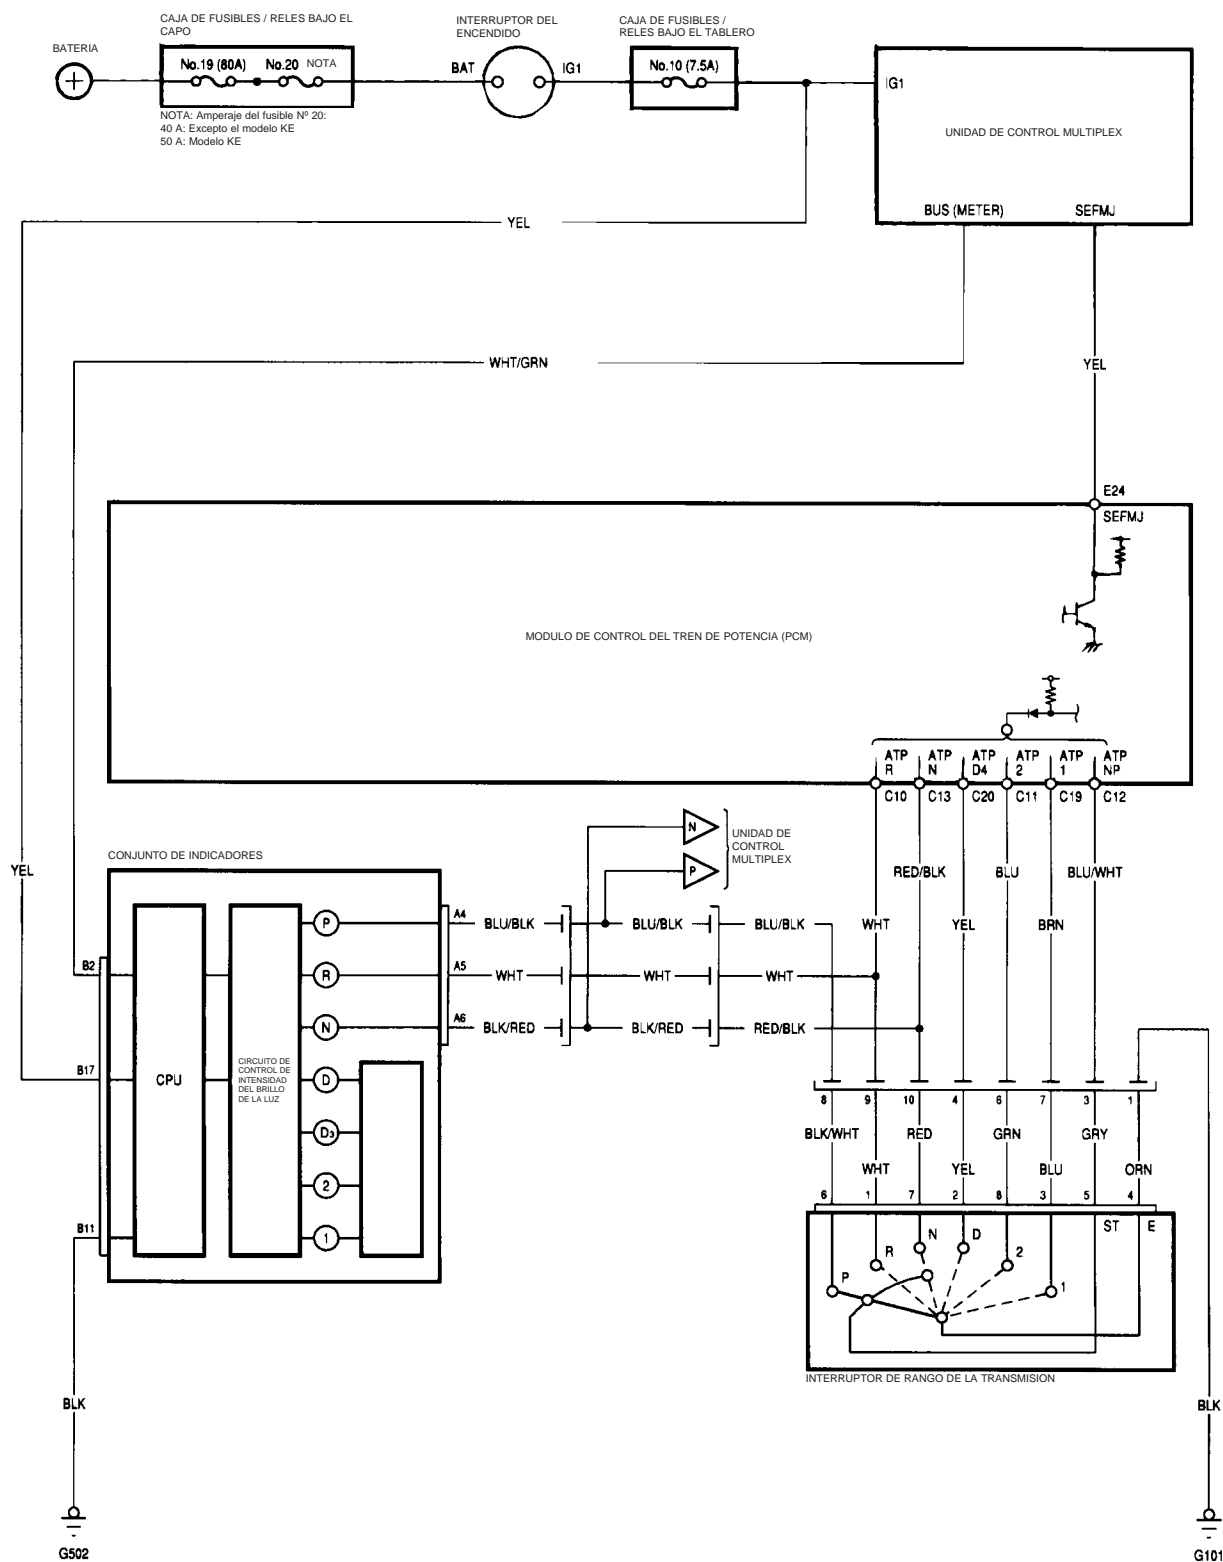 CAJA DE FUSIBLES / RELES BAJO EL
CAPO
INTERRUPTOR DEL
ENCENDIDO
CAJA DE FUSIBLES /
RELES BAJO EL TABLERO
BATERIA
No.19 (80A)
No.20
NOTA
BAT
IG1
No.10 (7.5A)
IG1
UNIDAD DE CONTROL MULTIPLEX
BUS (METER)
SEFMJ
NOTA: Amperaje del fusible Nº 20:
40 A: Excepto el modelo KE
50 A: Modelo KE
YEL
WHT/GRN
YEL
E24
SEFMJ
MODULO DE CONTROL DEL TREN DE POTENCIA (PCM)
ATP
R
ATP
N
ATP
D4
ATP
2
ATP
1
ATP
NP
C10
C13
C20
C11
C19
C12
N
P
UNIDAD DE
CONTROL
MULTIPLEX
YEL
CONJUNTO DE INDICADORES
RED/BLK
BLU
BLU/WHT
P
A4
BLU/BLK
BLU/BLK
BLU/BLK
WHT
YEL
BRN
B2
R
A5
WHT
WHT
WHT
N
A6
BLK/RED
BLK/RED
RED/BLK
B17
CPU
CIRCUITO DE
CONTROL DE
INTENSIDAD
DEL BRILLO
DE LA LUZ
D
D3
2
1
B11
8
9
10
4
6
7
3
1
BLK/WHT
RED
GRN
GRY
WHT
YEL
BLU
ORN
6
1
7
2
8
3
5
4
ST
E
P
R
N
D
2
1
INTERRUPTOR DE RANGO DE LA TRANSMISION
BLK
BLK
G502
G101